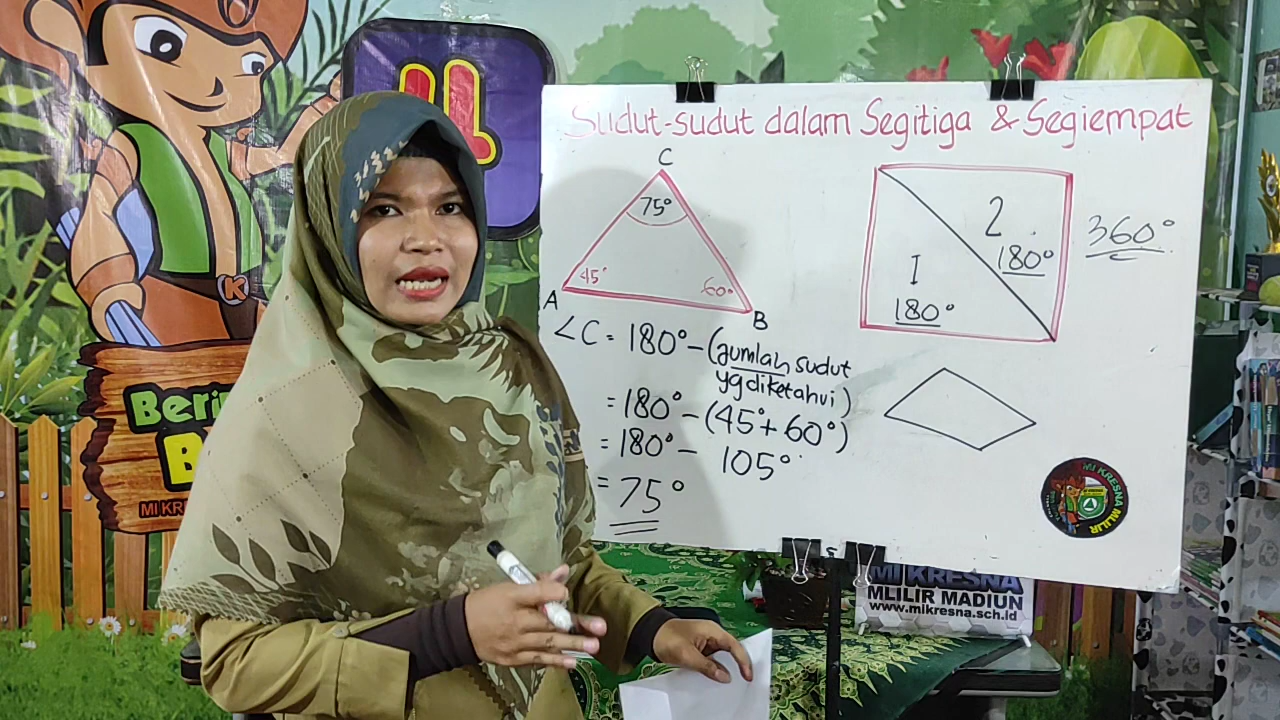 Sudut-sudut dalam Segitiga & Segiempat
C
75°
45°
60°
A
B
∠C = 180° - (jumlah sudut
yg diketahui)
= 180° - (45° + 60°)
= 180° - 105°
= 75°
I
180°
2
180°
360°
Beri
B
MI KR
K
MI KRESNA MLILIR
MI KRESNA
MLILIR MADIUN
www.mikresna.sch.id